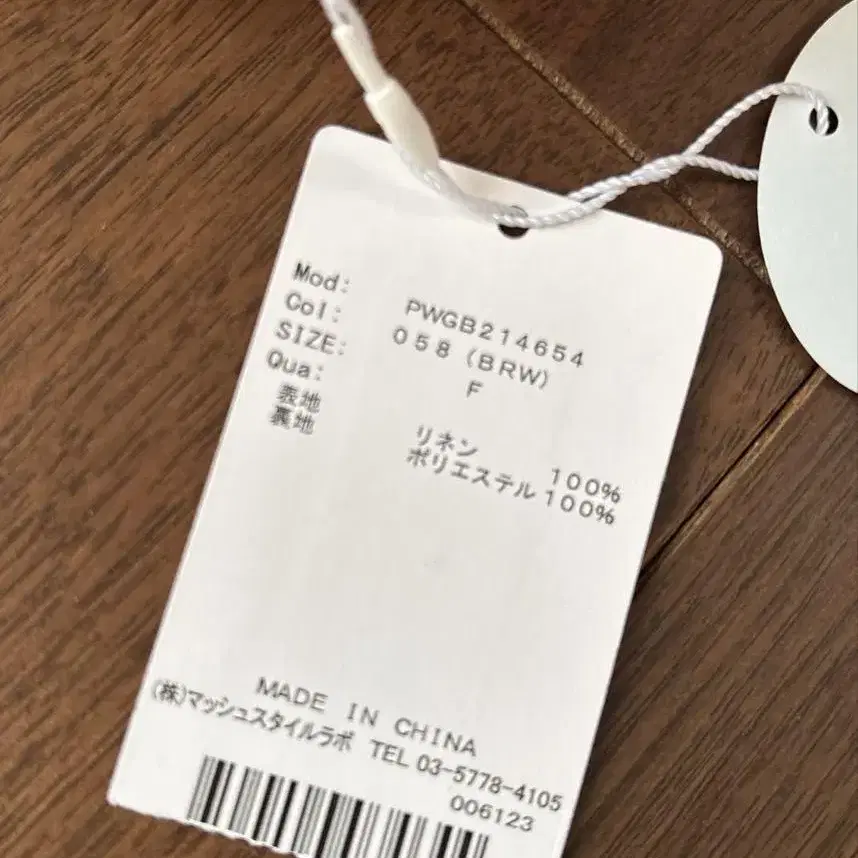 Mod: PWGB214654
Col: 058 (BRW)
SIZE: F
Qua:
表地 リネン 100%
裏地 ポリエステル 100%
MADE IN CHINA
(株)マッシュスタイルラボ TEL 03-5778-4105
006123